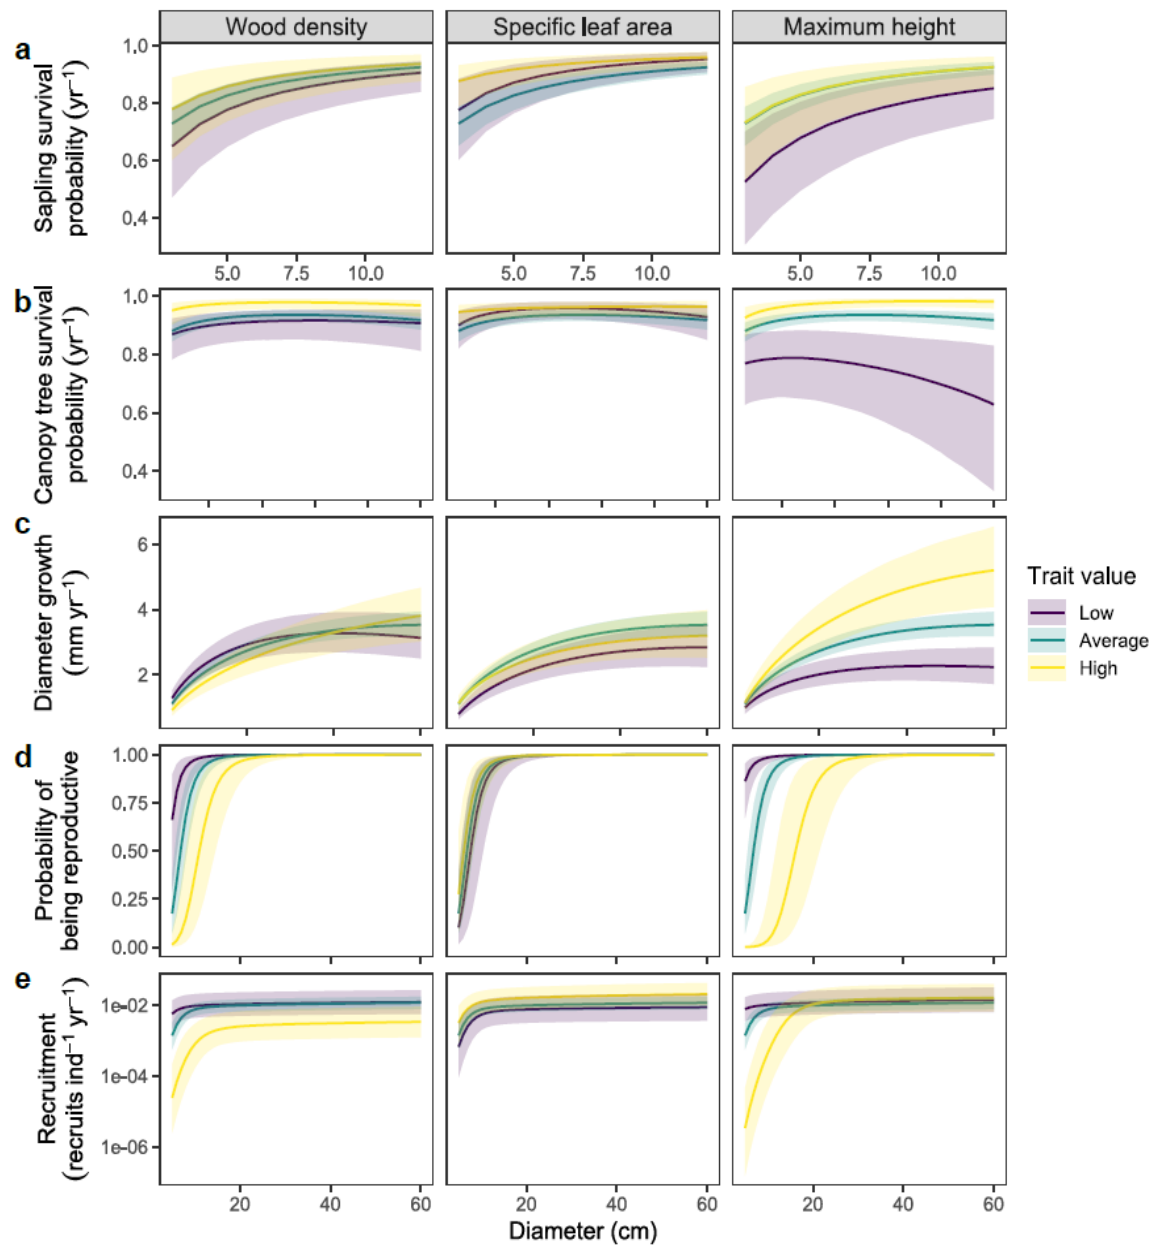 Wood density
Specific leaf area
Maximum height
a
Sapling survival
probability (yr⁻¹)
1.0
0.8
0.6
0.4
5.0 7.5 10.0
5.0 7.5 10.0
5.0 7.5 10.0
b
Canopy tree survival
probability (yr⁻¹)
1.0
0.8
0.6
0.4
c
Diameter growth
(mm yr⁻¹)
6
4
2
Trait value
Low
Average
High
d
Probability of
being reproductive
1.00
0.75
0.50
0.25
0.00
e
Recruitment
(recruits ind⁻¹ yr⁻¹)
1e-02
1e-04
1e-06
20 40 60
20 40 60
20 40 60
Diameter (cm)